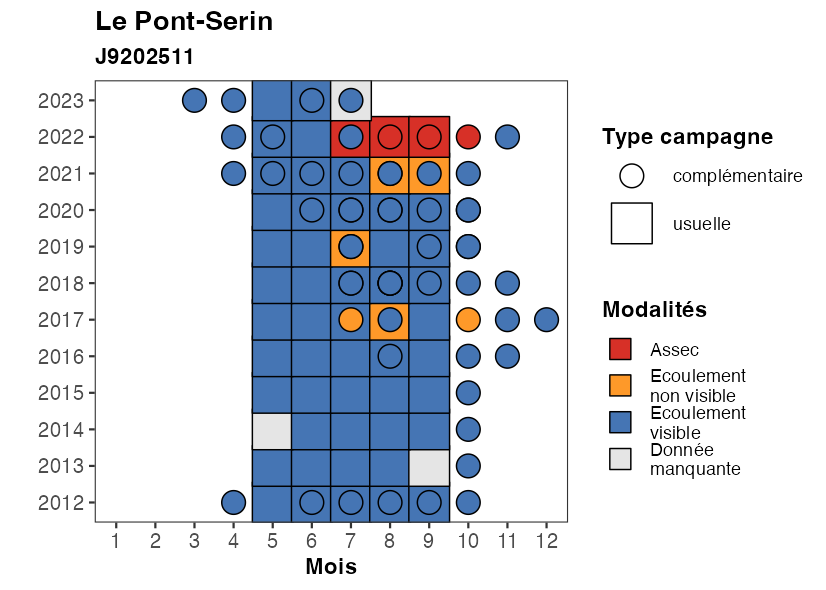 Le Pont-Serin
J9202511
2023
2022
2021
2020
2019
2018
2017
2016
2015
2014
2013
2012
1 2 3 4 5 6 7 8 9 10 11 12
Mois
Type campagne
complémentaire
usuelle
Modalités
Assec
Ecoulement
non visible
Ecoulement
visible
Donnée
manquante